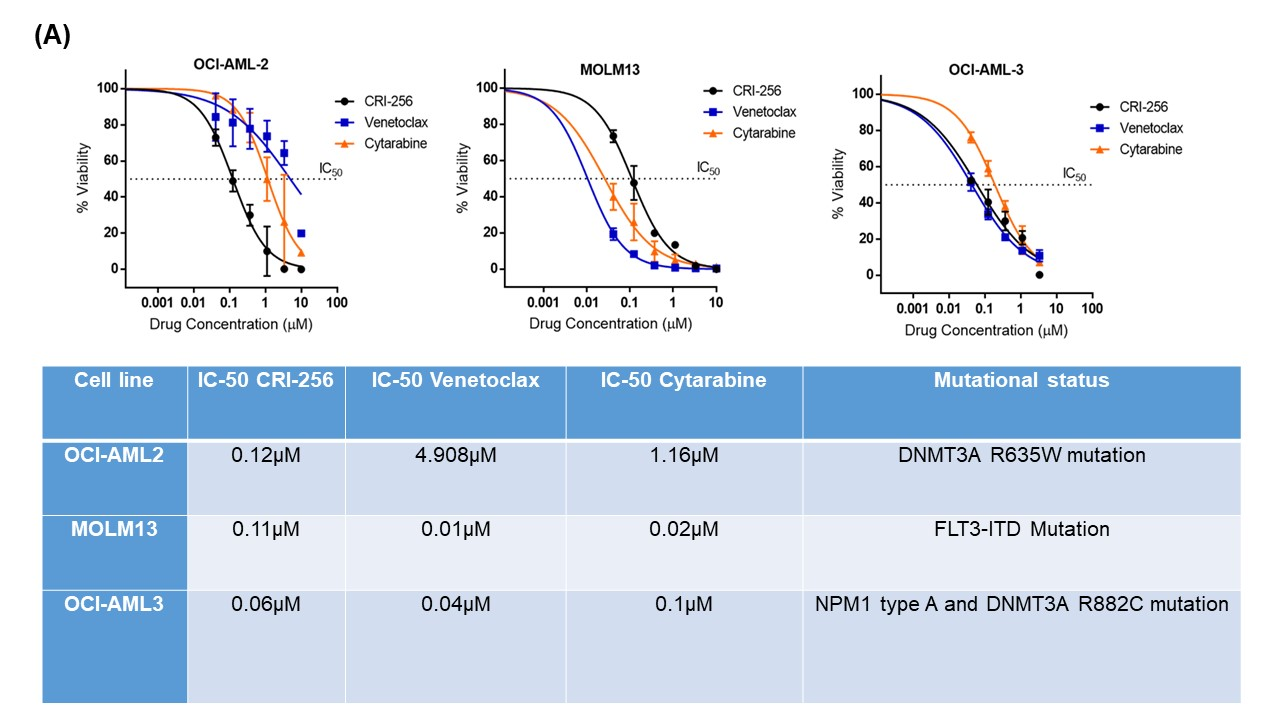 (A)
OCI-AML-2
% Viability
100
80
60
40
20
0
IC50
0.001 0.01 0.1 1 10 100
Drug Concentration (µM)
CRI-256
Venetoclax
Cytarabine
MOLM13
% Viability
100
80
60
40
20
0
IC50
0.001 0.01 0.1 1 10
Drug Concentration (µM)
CRI-256
Venetoclax
Cytarabine
OCI-AML-3
% Viability
100
80
60
40
20
0
IC50
0.001 0.01 0.1 1 10 100
Drug Concentration (µM)
CRI-256
Venetoclax
Cytarabine
Cell line IC-50 CRI-256 IC-50 Venetoclax IC-50 Cytarabine Mutational status
OCI-AML2 0.12µM 4.908µM 1.16µM DNMT3A R635W mutation
MOLM13 0.11µM 0.01µM 0.02µM FLT3-ITD Mutation
OCI-AML3 0.06µM 0.04µM 0.1µM NPM1 type A and DNMT3A R882C mutation